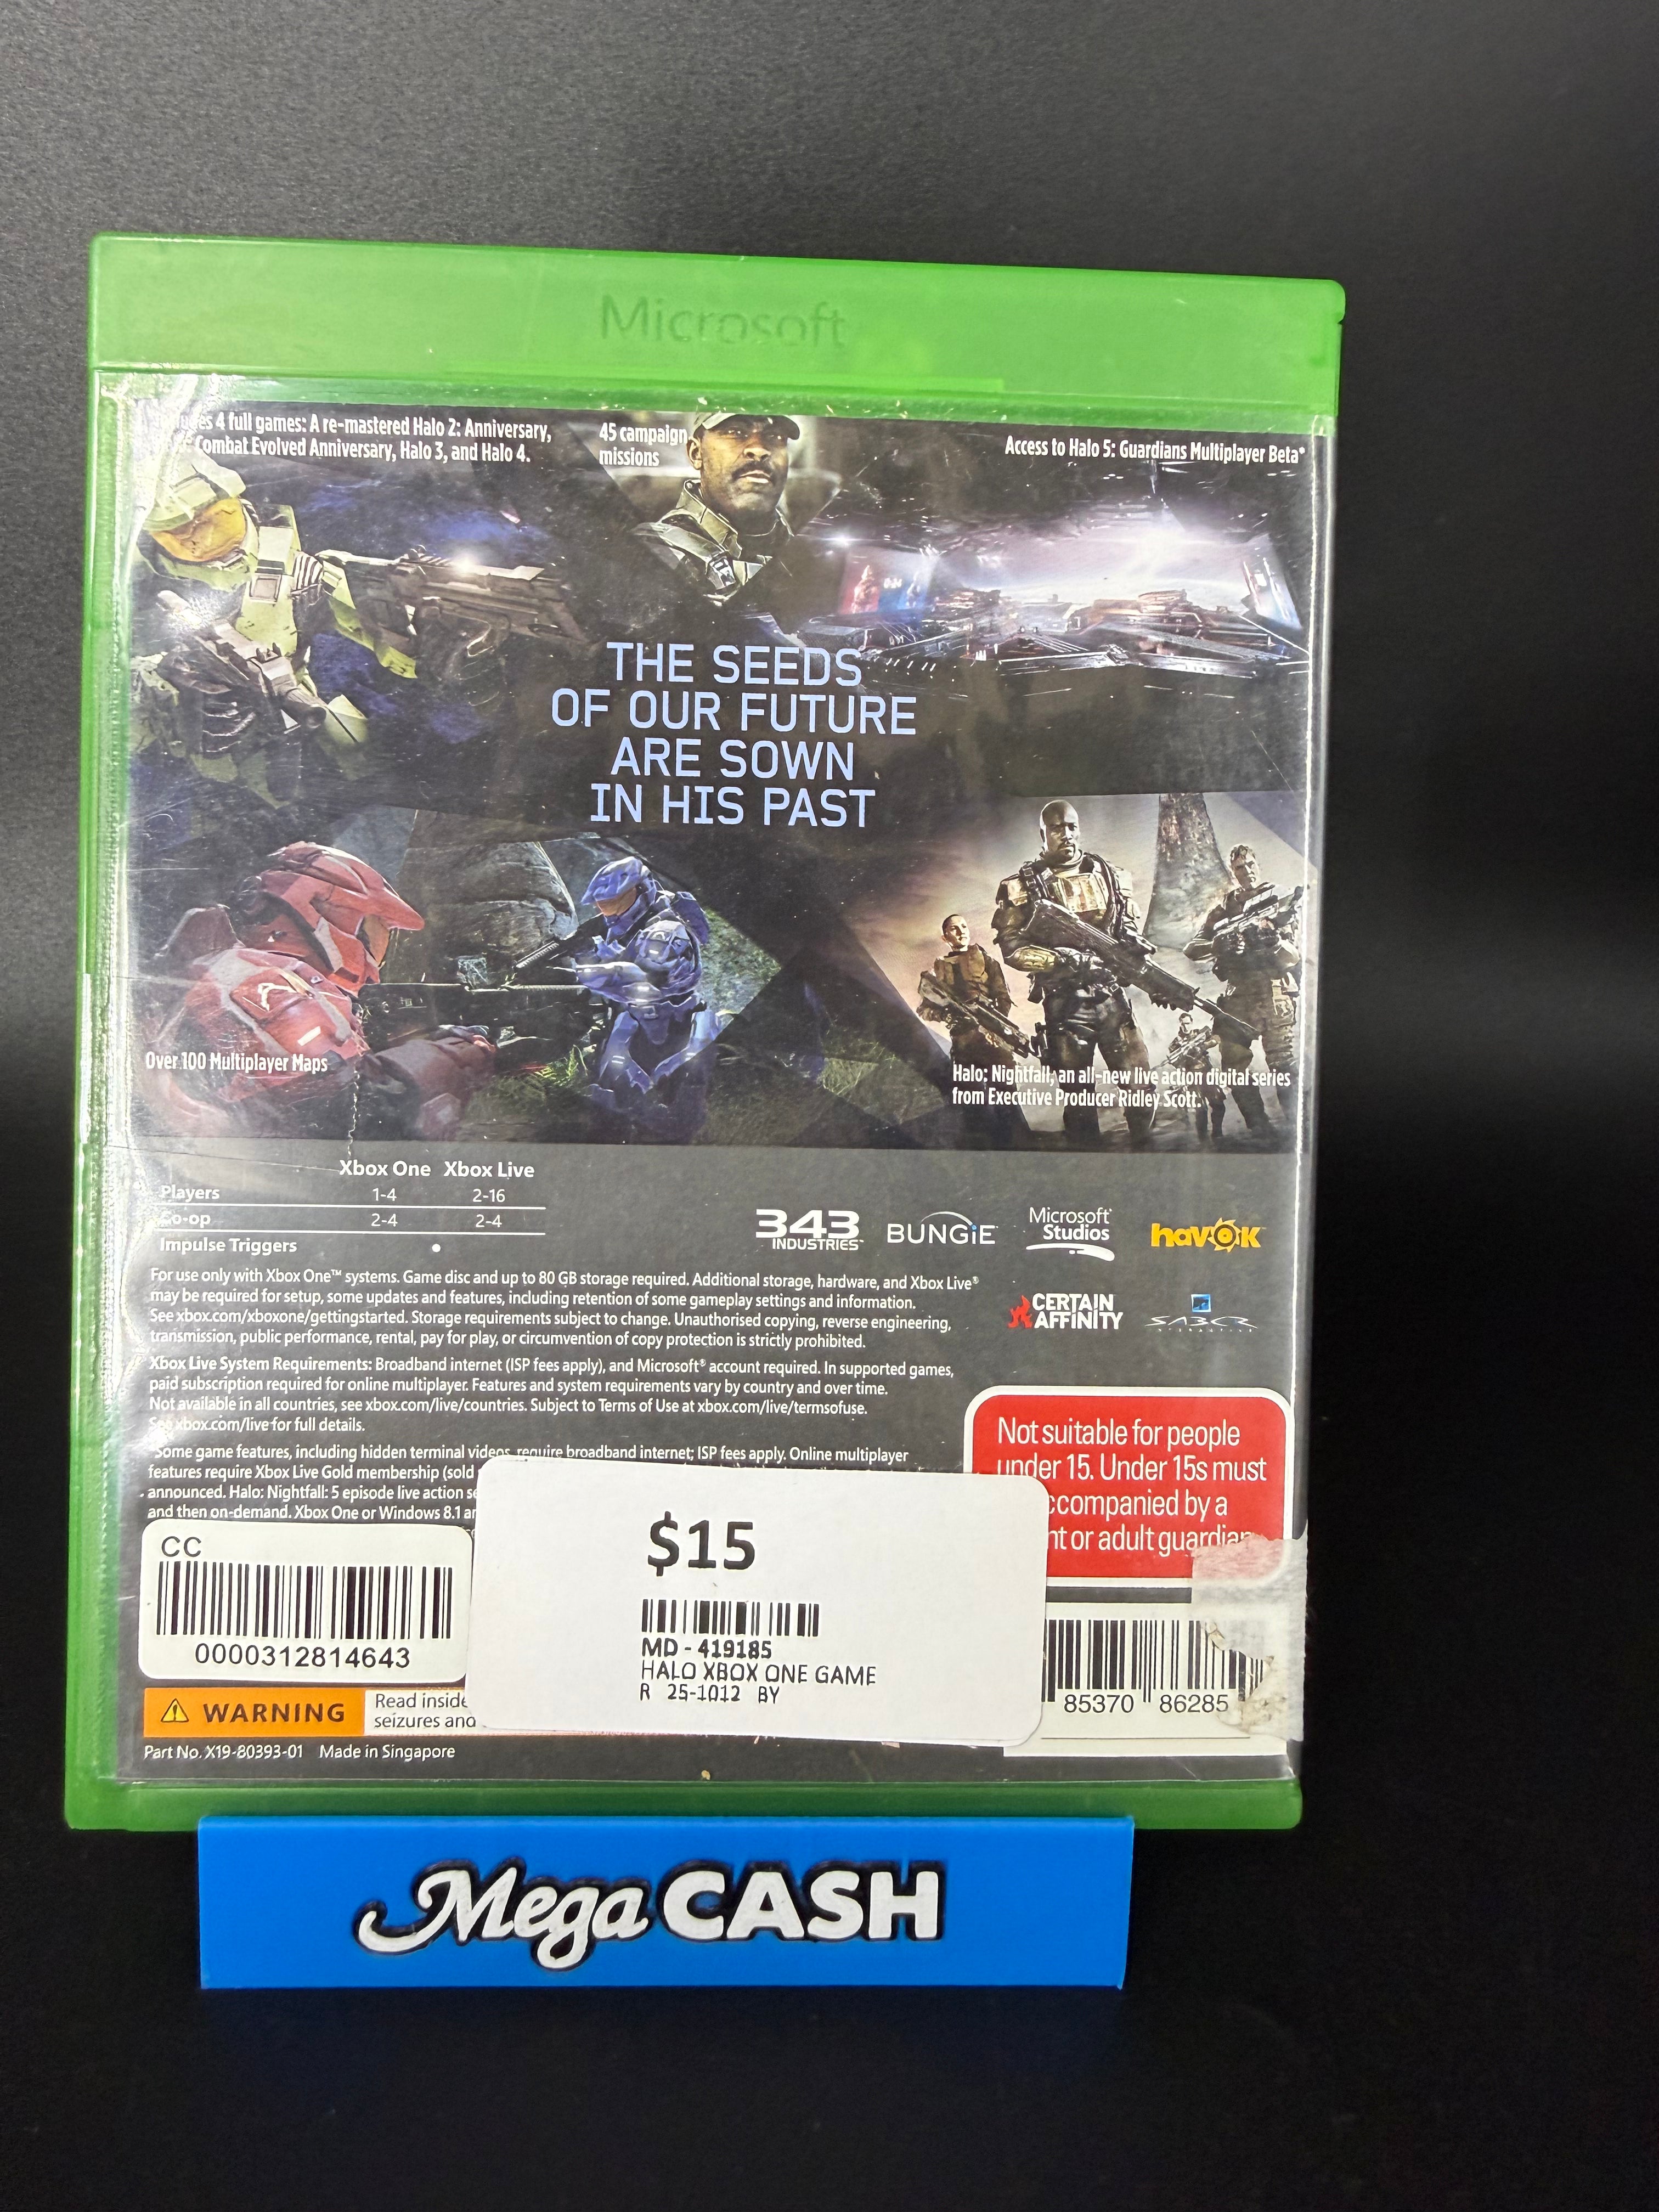 Microsoft
4 full games: A re-mastered Halo 2: Anniversary,
Combat Evolved Anniversary, Halo 3, and Halo 4.
45 campaign
missions
Access to Halo 5: Guardians Multiplayer Beta*
THE SEEDS
OF OUR FUTURE
ARE SOWN
IN HIS PAST
Over 100 Multiplayer Maps
Halo: Nightfall, an all-new live action digital series
from Executive Producer Ridley Scott.
Xbox One Xbox Live
Players 1-4 2-16
Co-op 2-4 2-4
Impulse Triggers •
343 INDUSTRIES™
BUNGiE
Microsoft® Studios
havok™
CERTAIN AFFINITY
SABER INTERACTIVE
For use only with Xbox One™ systems. Game disc and up to 80 GB storage required. Additional storage, hardware, and Xbox Live®
may be required for setup, some updates and features, including retention of some gameplay settings and information.
See xbox.com/xboxone/gettingstarted. Storage requirements subject to change. Unauthorised copying, reverse engineering,
transmission, public performance, rental, pay for play, or circumvention of copy protection is strictly prohibited.
Xbox Live System Requirements: Broadband internet (ISP fees apply), and Microsoft® account required. In supported games,
paid subscription required for online multiplayer. Features and system requirements vary by country and over time.
Not available in all countries, see xbox.com/live/countries. Subject to Terms of Use at xbox.com/live/termsofuse.
See xbox.com/live for full details.
Some game features, including hidden terminal videos, require broadband internet; ISP fees apply. Online multiplayer
features require Xbox Live Gold membership (sold
announced. Halo: Nightfall: 5 episode live action
and then on-demand. Xbox One or Windows 8.1
Not suitable for people
under 15. Under 15s must
accompanied by a
or adult guardian
CC
0000312814643
$15
MD - 419185
HALO XBOX ONE GAME
R 25-1012 BY
85370 86285
WARNING
Read inside
seizures and
Part No. X19-80393-01 Made in Singapore
Mega CASH